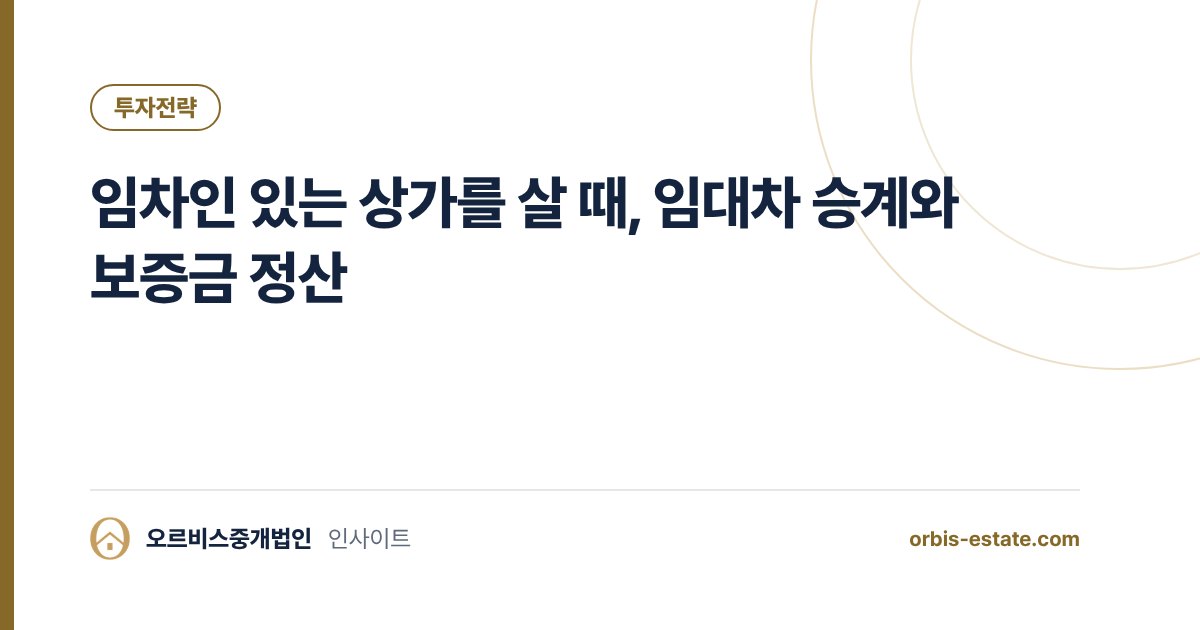 투자전략
임차인 있는 상가를 살 때, 임대차 승계와
보증금 정산
오르비스중개법인 인사이트
orbis-estate.com